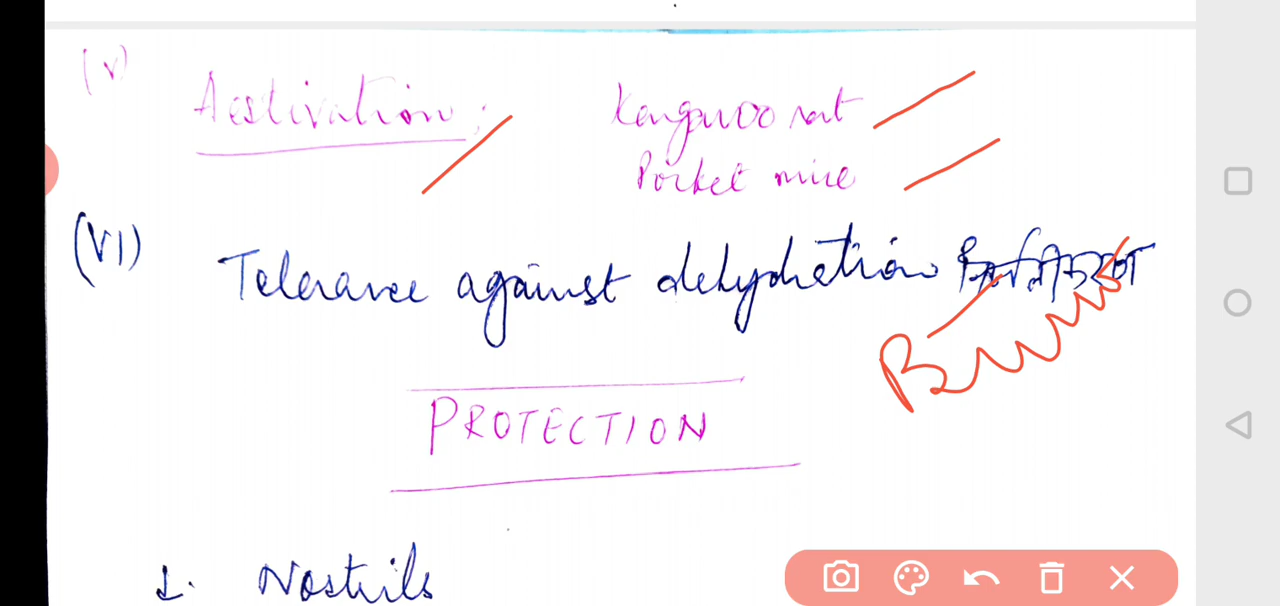 (V)
Aestivation; Kangaroo rat
Pocket mice
(VI)
Tolerance against dehydration
PROTECTION
1. Nostrils